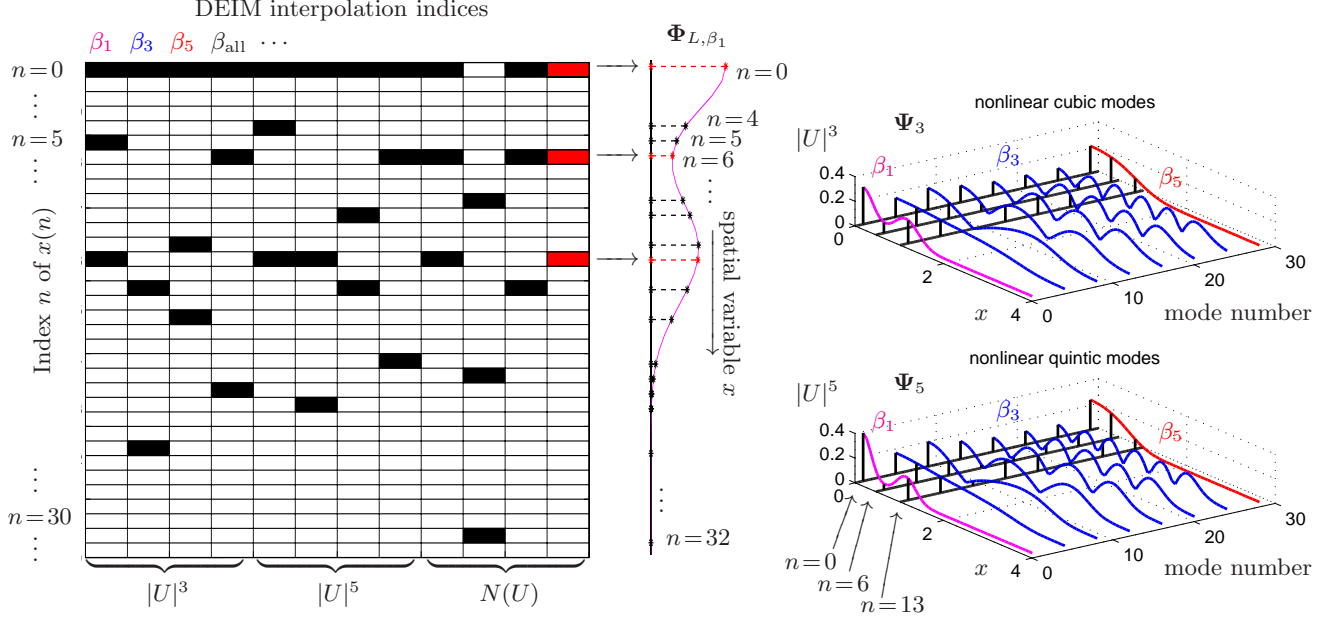 DEIM interpolation indices
β₁ β₃ β₅ β_all ···
n=0
⋮
n=5
⋮
Index n of x(n)
⋮
n=30
⋮
|U|³ |U|⁵ N(U)
Φ_{L,β₁}
n=0
n=4
n=5
n=6
⋮
spatial variable x
⋮
n=32
nonlinear cubic modes
|U|³ Ψ₃
β₁ β₃ β₅
0.4
0.2
0
0 2 4
x
0 10 20 30
mode number
nonlinear quintic modes
|U|⁵ Ψ₅
β₁ β₃ β₅
0.4
0.2
0
0 2 4
x
0 10 20 30
mode number
n=0
n=6
n=13